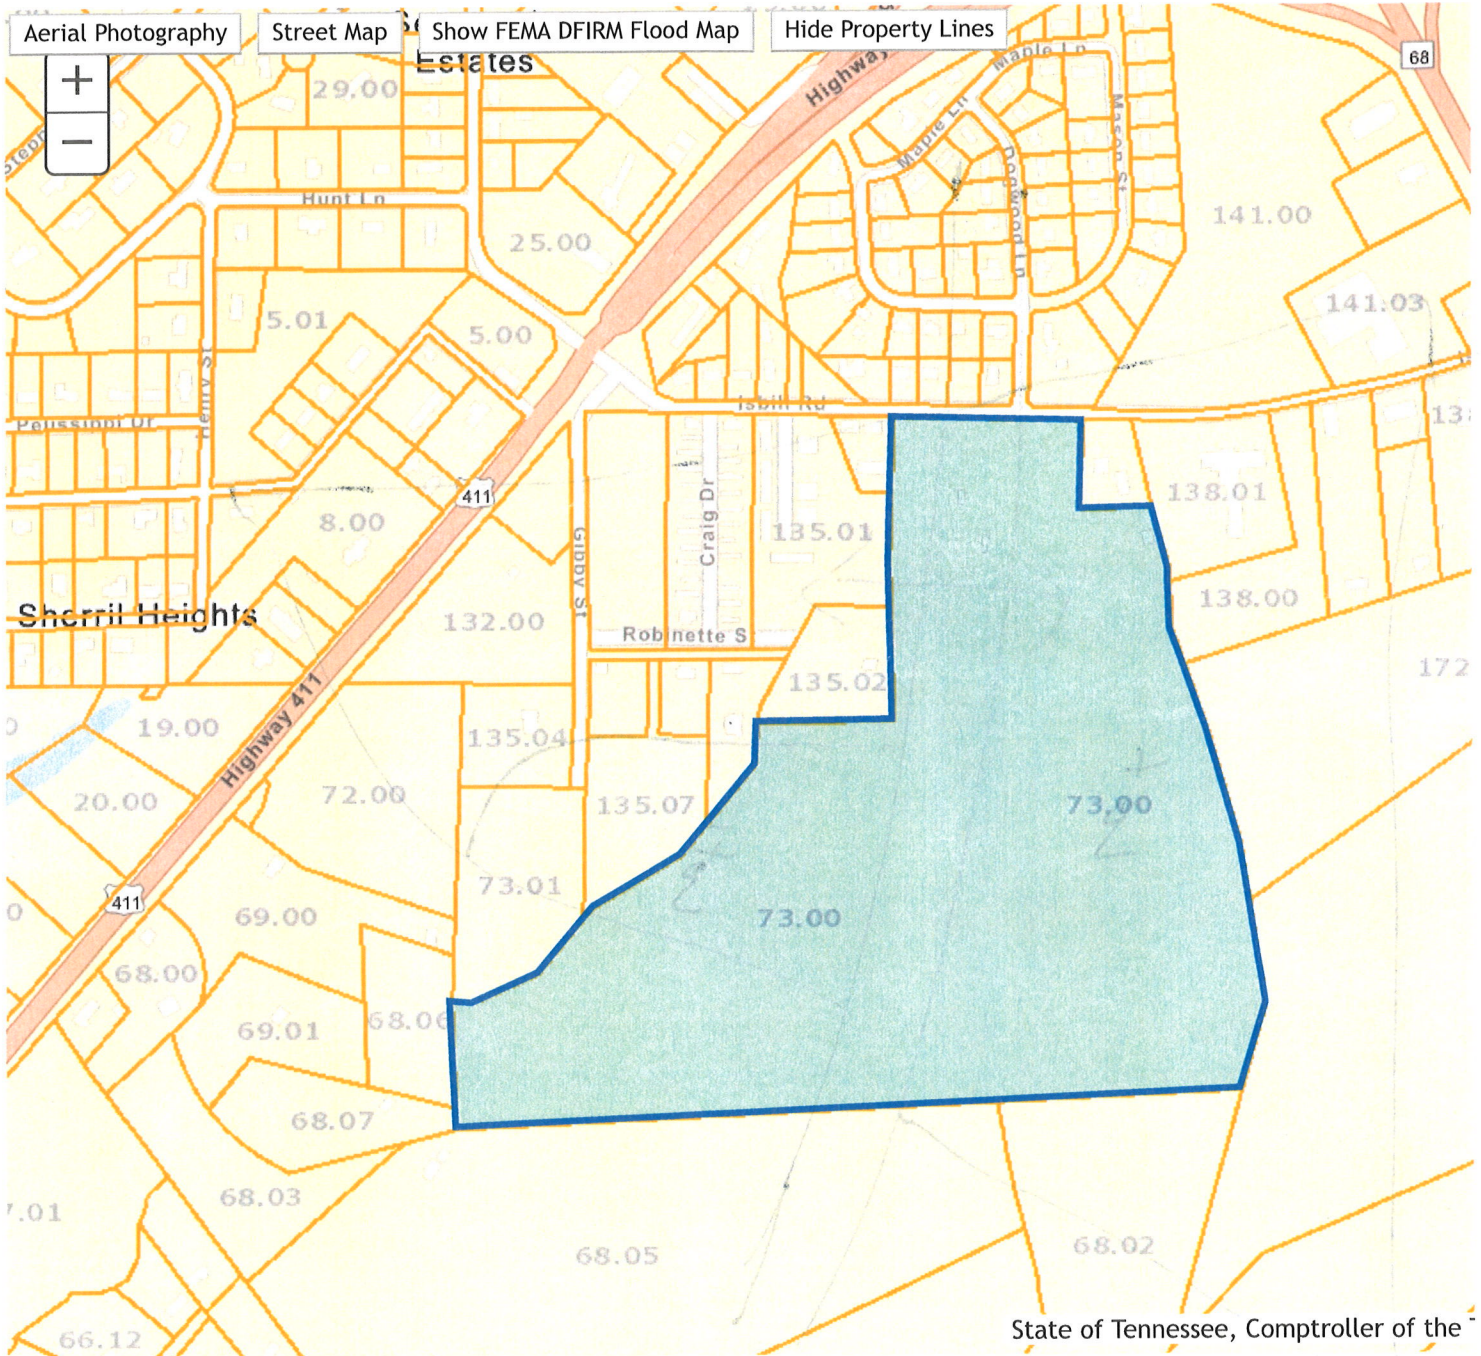 Aerial Photography
Street Map
Show FEMA DFIRM Flood Map
Hide Property Lines
+
−
Estates
Highway
Maple Ln
68
29.00
Maple Ln
Mason St
Dogwood Ln
Hunt Ln
25.00
141.00
141.03
5.01
5.00
Henry St
Isbill Rd
Pelissippi Dr
411
8.00
Craig Dr
135.01
138.01
Gibby St
Sherril Heights
132.00
Robinette S
138.00
135.02
172
19.00
Highway 411
135.04
20.00
72.00
135.07
73.00
73.01
411
69.00
73.00
68.00
69.01
68.06
68.07
68.03
68.05
68.02
66.12
State of Tennessee, Comptroller of the